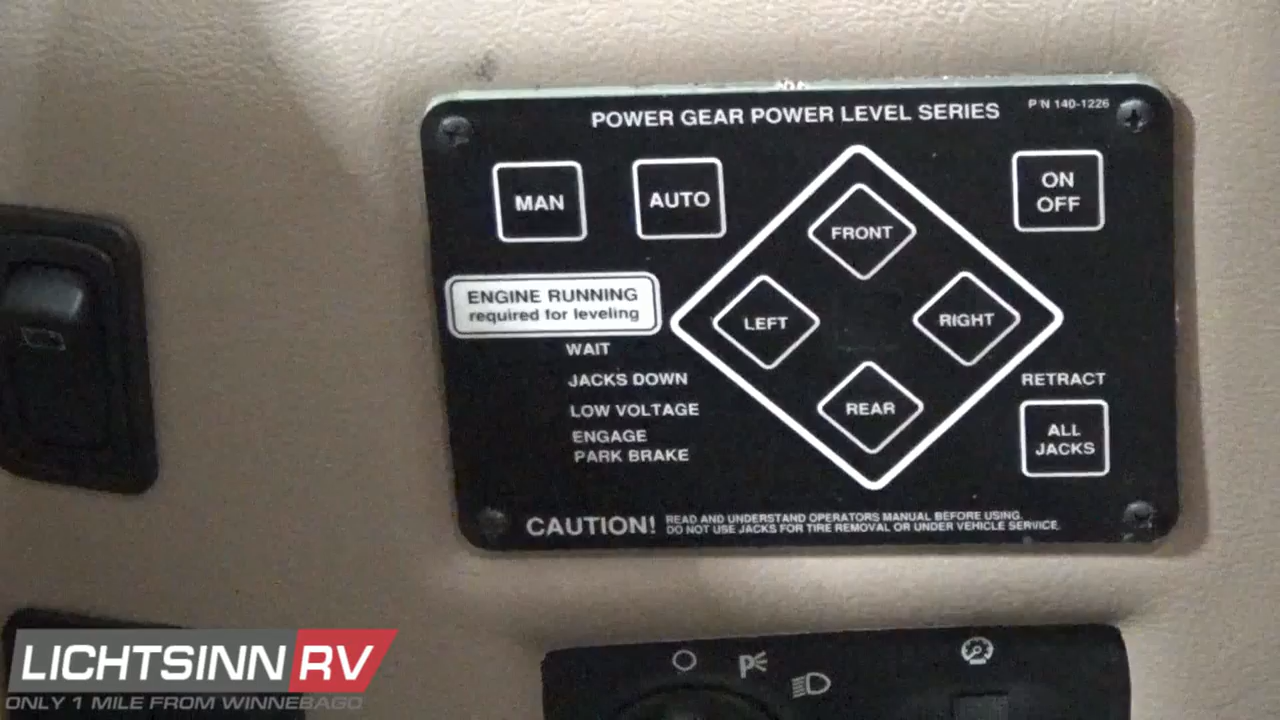 POWER GEAR POWER LEVEL SERIES
P/N 140-1226
MAN
AUTO
ON
OFF
FRONT
LEFT
RIGHT
REAR
ENGINE RUNNING
required for leveling
WAIT
JACKS DOWN
LOW VOLTAGE
ENGAGE
PARK BRAKE
RETRACT
ALL
JACKS
CAUTION!
READ AND UNDERSTAND OPERATORS MANUAL BEFORE USING.
DO NOT USE JACKS FOR TIRE REMOVAL OR UNDER VEHICLE SERVICE.
LICHTSINN RV
ONLY 1 MILE FROM WINNEBAGO